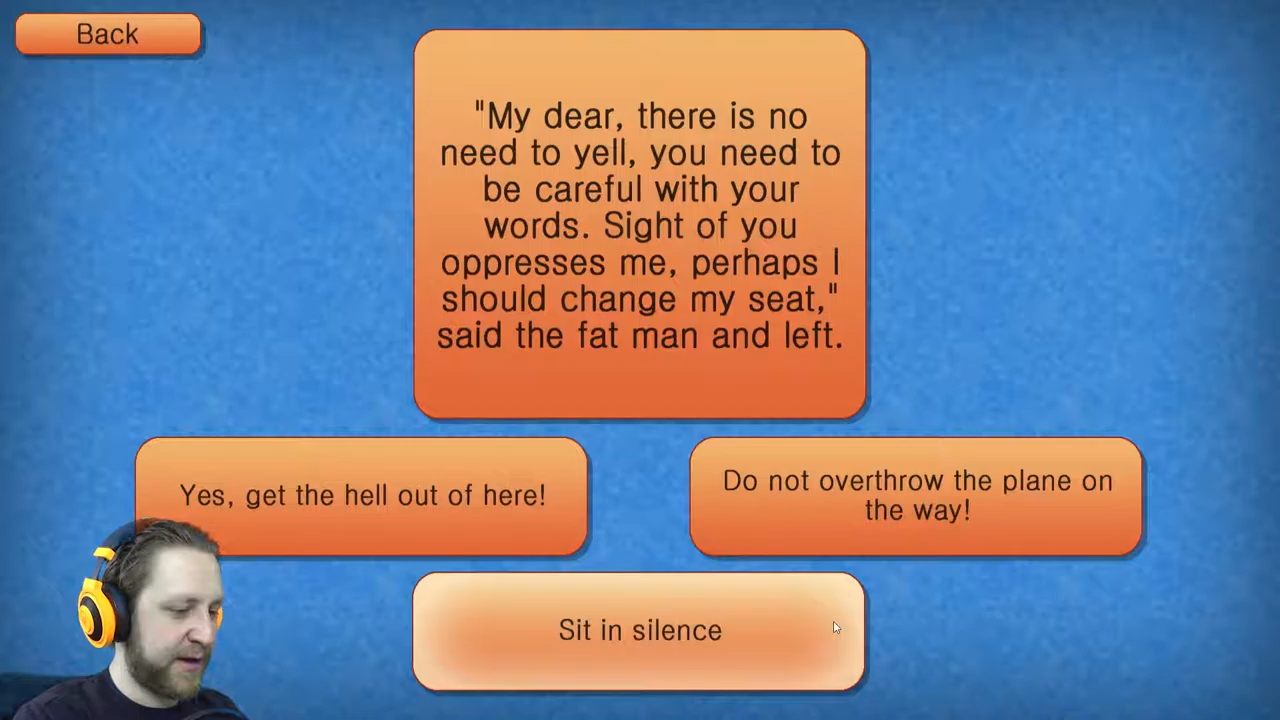 Back
"My dear, there is no
need to yell, you need to
be careful with your
words. Sight of you
oppresses me, perhaps I
should change my seat,"
said the fat man and left.
Yes, get the hell out of here!
Do not overthrow the plane on
the way!
Sit in silence